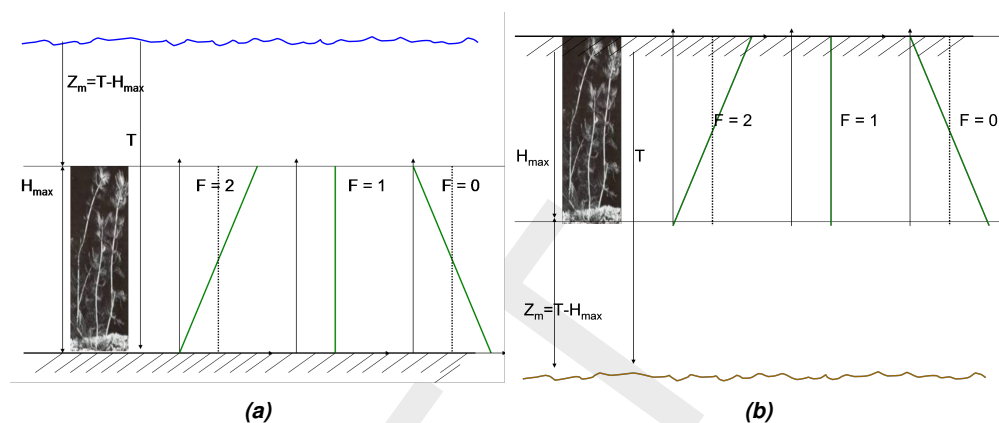 Zm=T-Hmax
T
Hmax
F = 2
F = 1
F = 0
(a)
F = 2
F = 1
F = 0
Hmax
T
Zm=T-Hmax
(b)